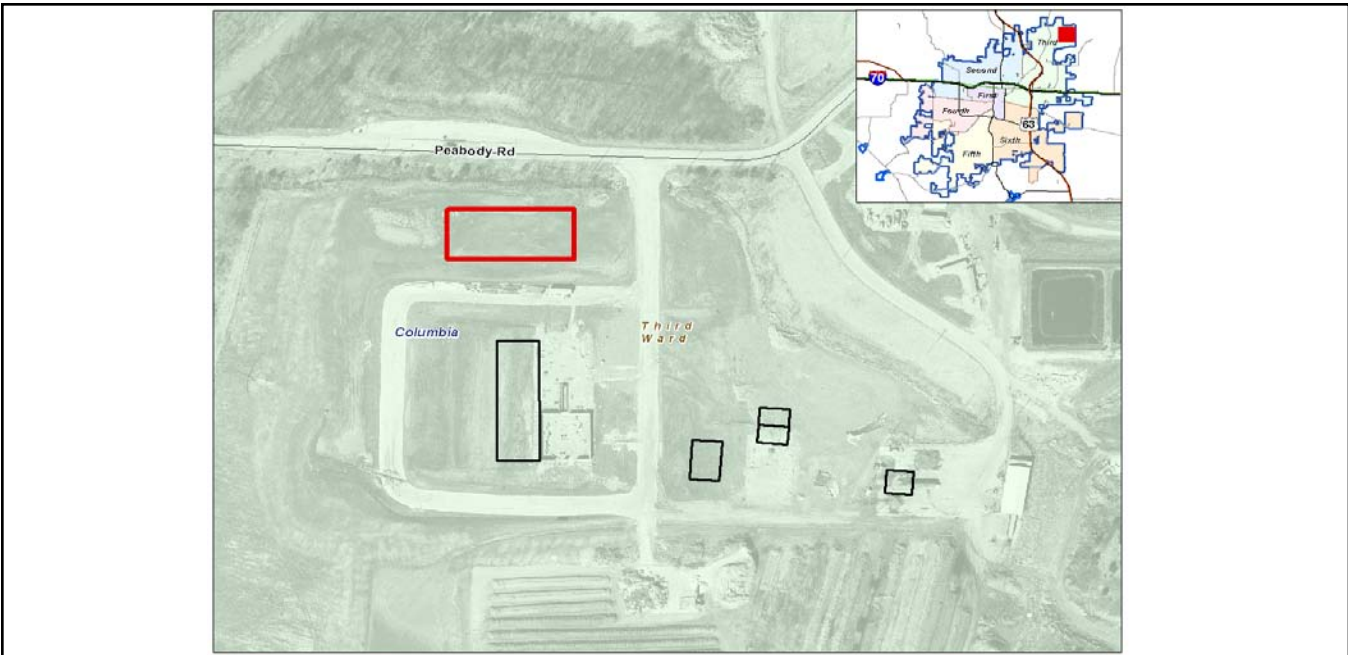 Peabody-Rd
Columbia
Third
Ward
Third
Second
70
First
Fourth
63
Sixth
Fifth